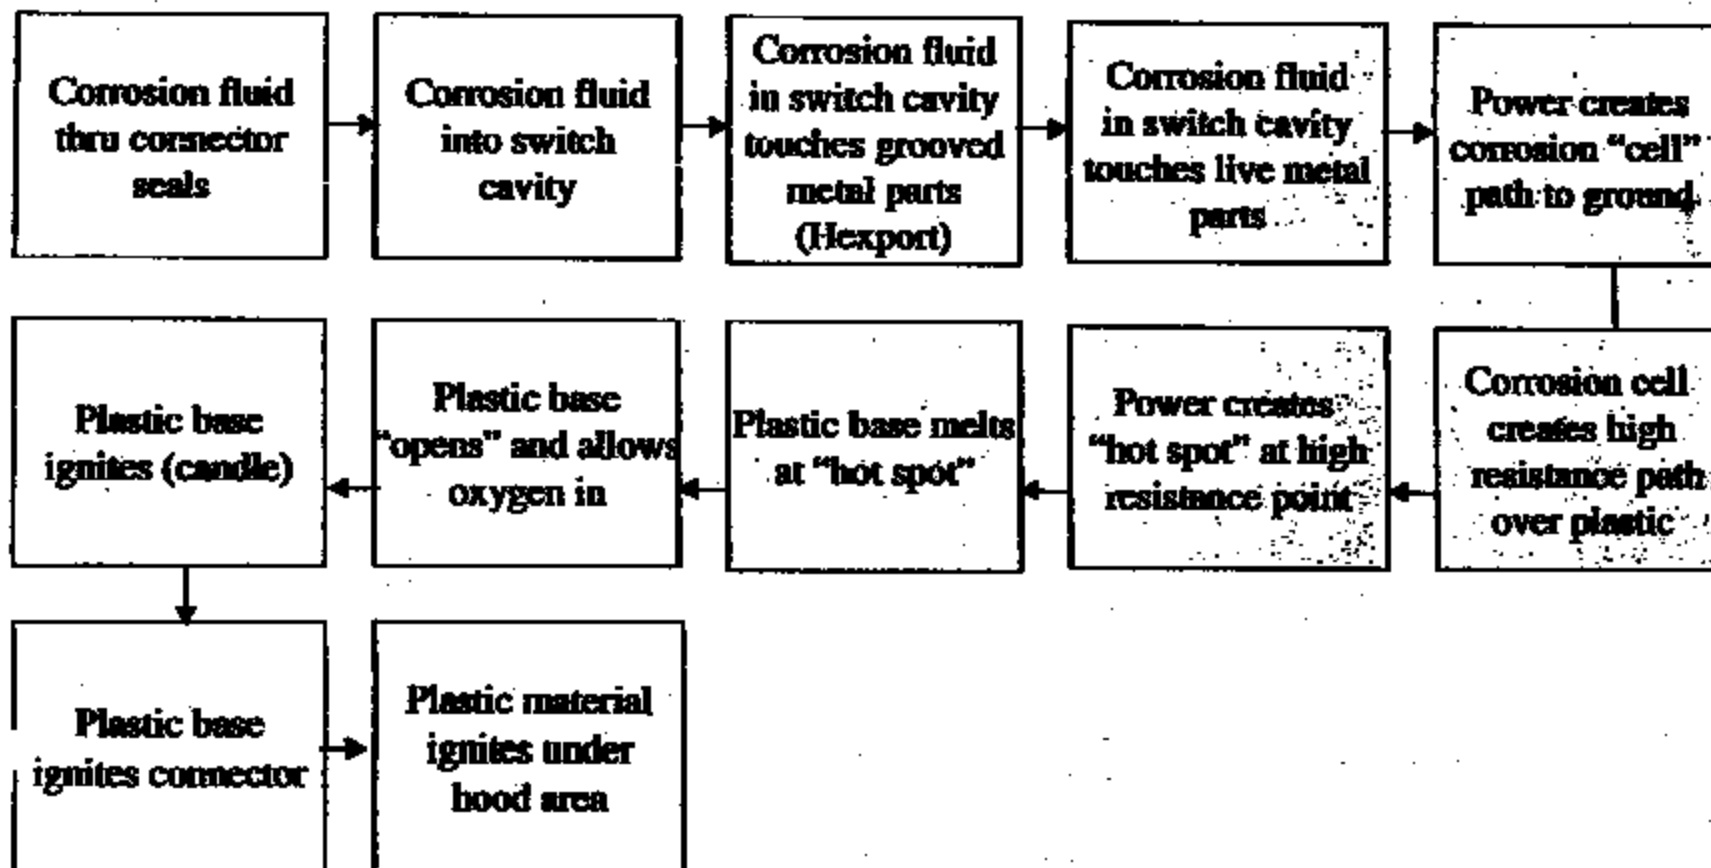 Corrosion fluid
thru connector
seals
Corrosion fluid
into switch
cavity
Corrosion fluid
in switch cavity
touches grooved
metal parts
(Hexport)
Corrosion fluid
in switch cavity
touches live metal
parts
Power creates
corrosion “cell”
path to ground
Corrosion cell
creates high
resistance path
over plastic
Power creates
“hot spot” at high
resistance point
Plastic base melts
at “hot spot”
Plastic base
“opens” and allows
oxygen in
Plastic base
ignites (candle)
Plastic base
ignites connector
Plastic material
ignites under
hood area